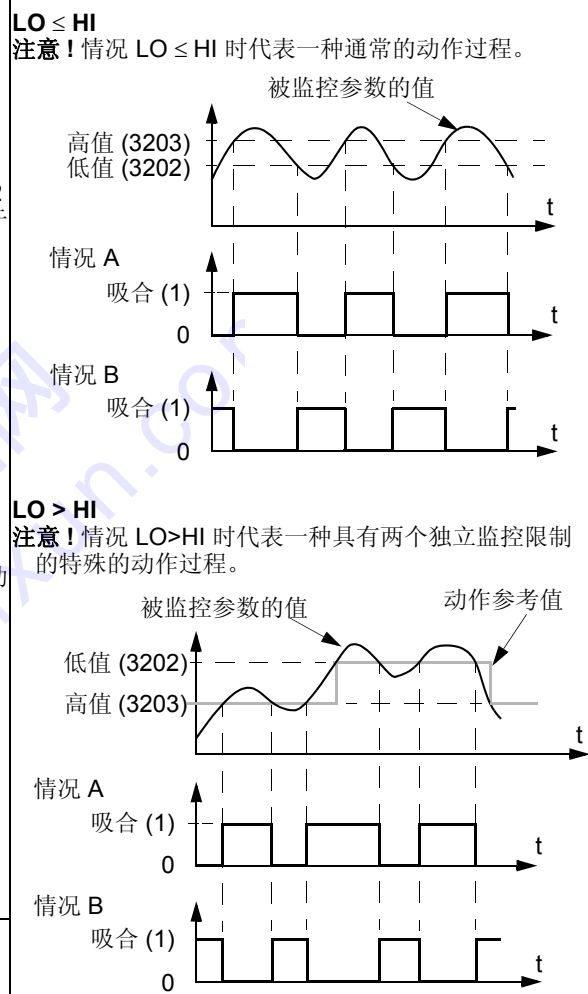 LO ≤ HI
注意！情况 LO ≤ HI 时代表一种通常的动作过程。
被监控参数的值
高值 (3203)
低值 (3202)
t
情况 A
吸合 (1)
t
0
情况 B
吸合 (1)
t
0
LO > HI
注意！情况 LO>HI 时代表一种具有两个独立监控限制
的特殊的动作过程。
被监控参数的值
动作参考值
低值 (3202)
高值 (3203)
t
情况 A
吸合 (1)
t
0
情况 B
吸合 (1)
t
0